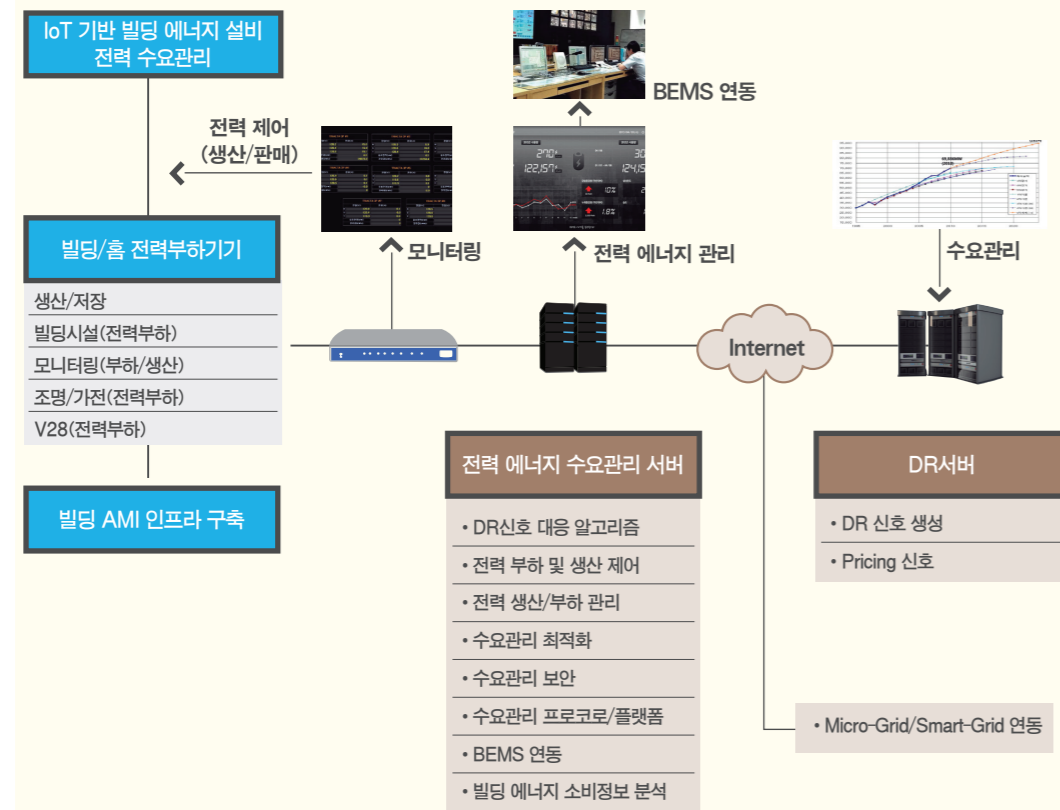 IoT 기반 빌딩 에너지 설비
전력 수요관리
BEMS 연동
전력 제어
(생산/판매)
빌딩/홈 전력부하기기
모니터링
전력 에너지 관리
수요관리
생산/저장
빌딩시설(전력부하)
모니터링(부하/생산)
조명/가전(전력부하)
V28(전력부하)
Internet
빌딩 AMI 인프라 구축
전력 에너지 수요관리 서버
• DR신호 대응 알고리즘
• 전력 부하 및 생산 제어
• 전력 생산/부하 관리
• 수요관리 최적화
• 수요관리 보안
• 수요관리 프로코로/플랫폼
• BEMS 연동
• 빌딩 에너지 소비정보 분석
DR서버
• DR 신호 생성
• Pricing 신호
• Micro-Grid/Smart-Grid 연동